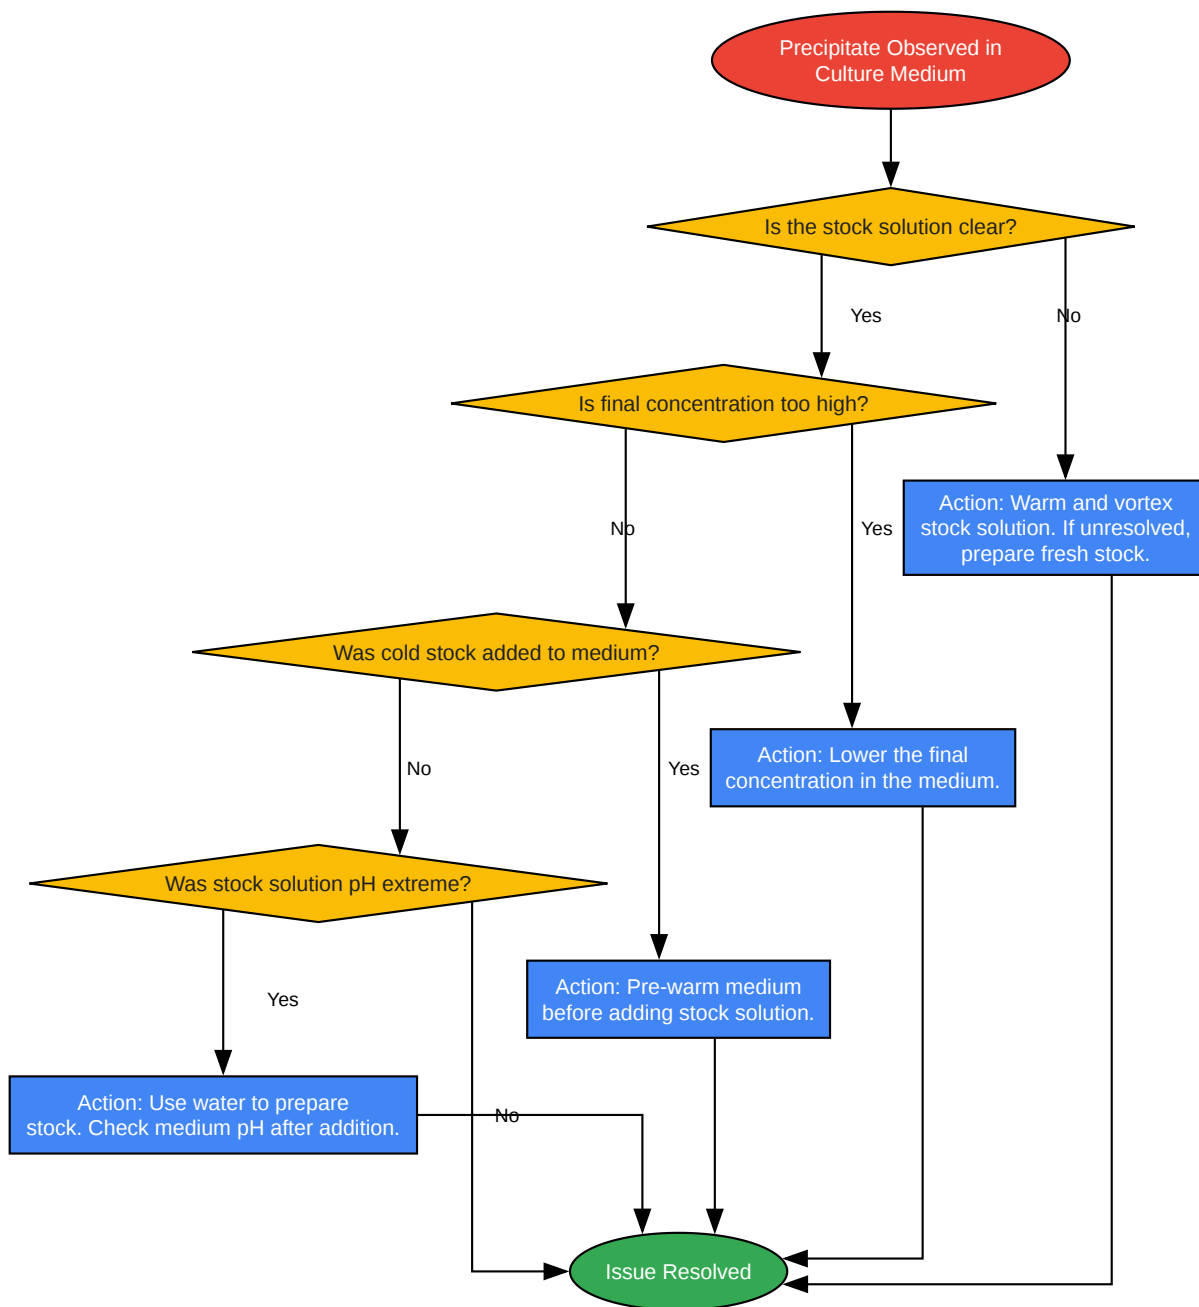 Precipitate Observed in
Culture Medium
Is the stock solution clear?
Yes
No
Is final concentration too high?
Action: Warm and vortex
stock solution. If unresolved,
prepare fresh stock.
No
Yes
Was cold stock added to medium?
Action: Lower the final
concentration in the medium.
No
Yes
Was stock solution pH extreme?
Action: Pre-warm medium
before adding stock solution.
Yes
Action: Use water to prepare
stock. Check medium pH after addition.
No
Issue Resolved